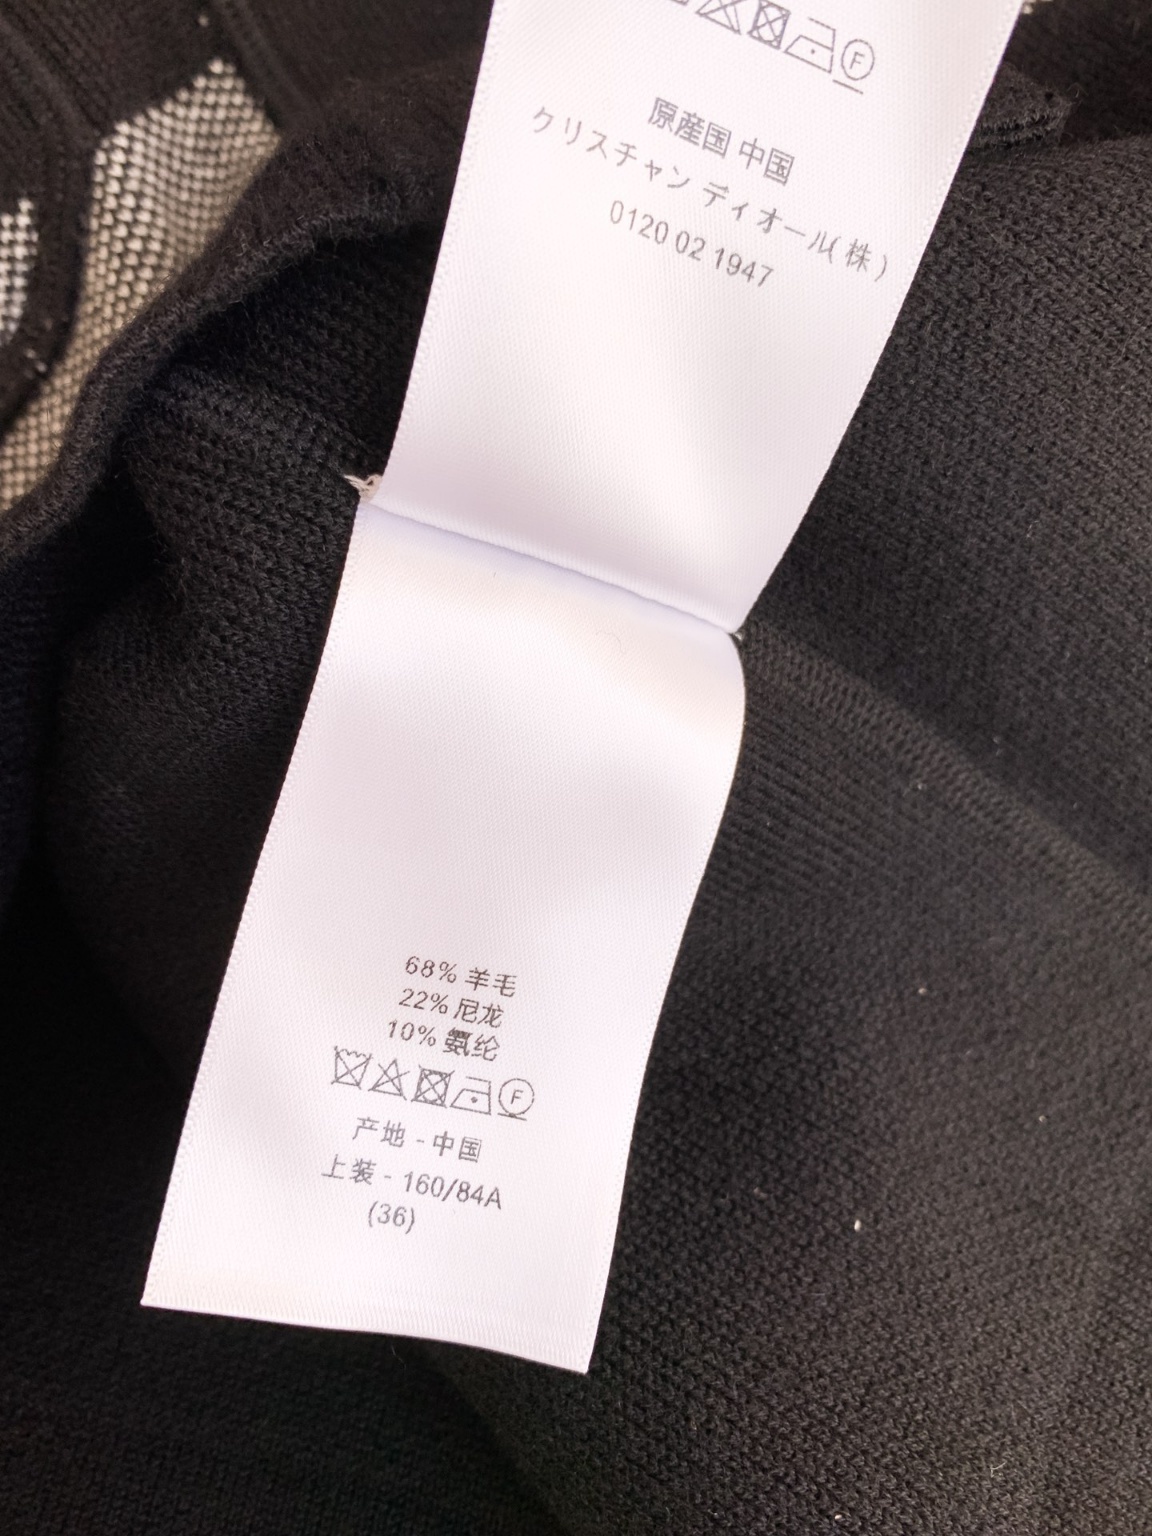 F
原産国 中国
クリスチャン ディオール(株)
0120 02 1947
68% 羊毛
22% 尼龙
10% 氨纶
F
产地 - 中国
上装 - 160/84A
(36)